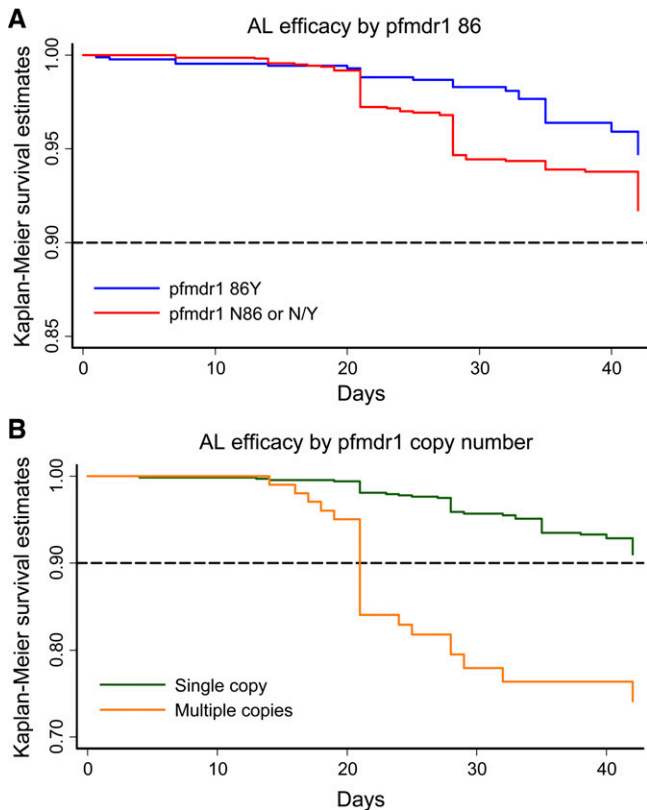 A
AL efficacy by pfmdr1 86
Kaplan-Meier survival estimates
1.00
0.95
0.90
0.85
pfmdr1 86Y
pfmdr1 N86 or N/Y
0 10 20 30 40
Days
B
AL efficacy by pfmdr1 copy number
Kaplan-Meier survival estimates
1.00
0.90
0.80
0.70
Single copy
Multiple copies
0 10 20 30 40
Days